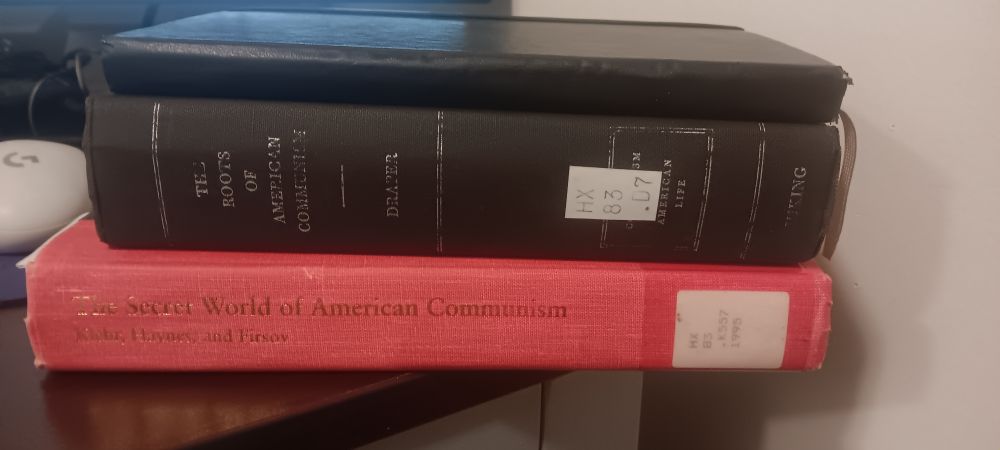 THE
ROOTS
OF
AMERICAN
COMMUNISM
DRAPER
HX
83
.D7
SM
AMERICAN
LIFE
VIKING
The Secret World of American Communism
Klehr, Haynes, and Firsov
HX
83
.K557
1995